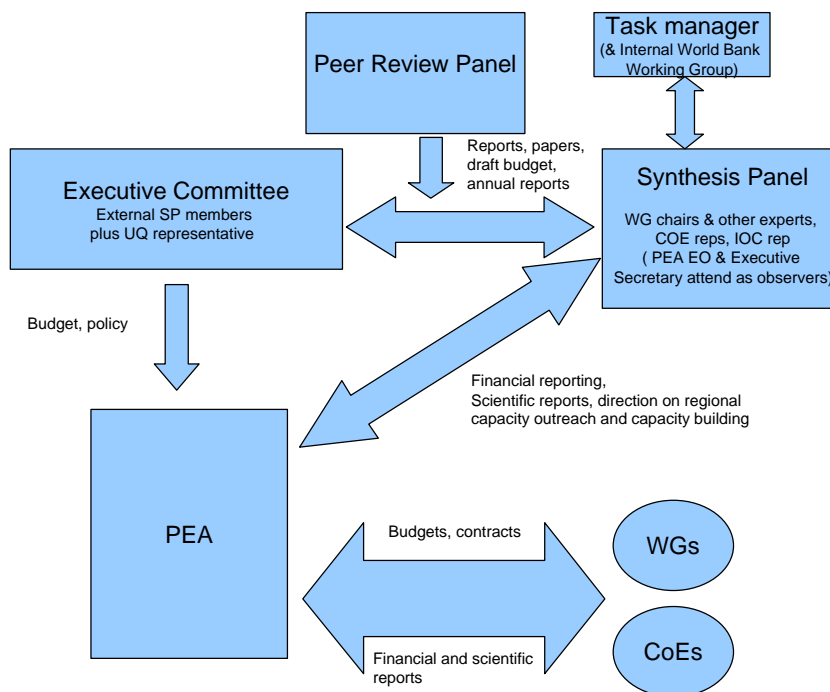 Peer Review Panel
Task manager
(& Internal World Bank
Working Group)
Reports, papers,
draft budget,
annual reports
Executive Committee
External SP members
plus UQ representative
Synthesis Panel
WG chairs & other experts,
COE reps, IOC rep
( PEA EO & Executive
Secretary attend as observers)
Budget, policy
Financial reporting,
Scientific reports, direction on regional
capacity outreach and capacity building
PEA
Budgets, contracts
WGs
Financial and scientific
reports
CoEs